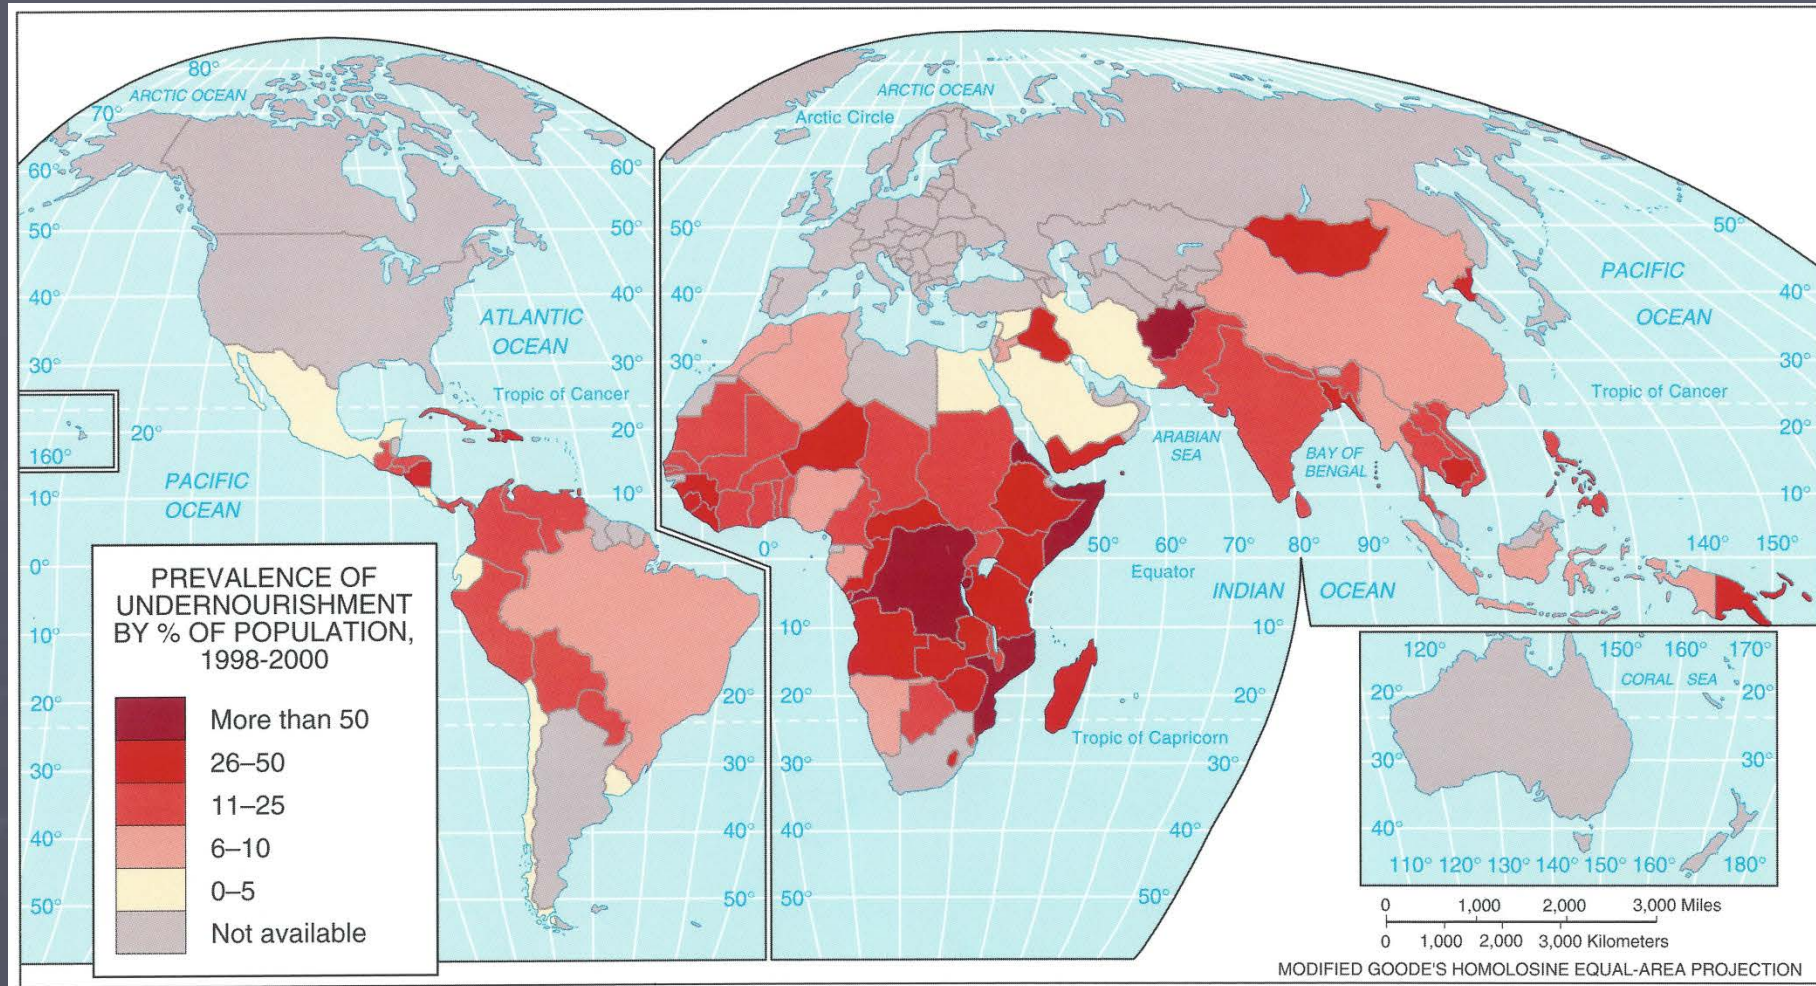 80°
ARCTIC OCEAN
70°
60°
60°
50°
50°
40°
40°
ATLANTIC
OCEAN
30°
30°
Tropic of Cancer
20°
20°
160°
PACIFIC
OCEAN
10°
10°
0°
10°
20°
20°
30°
30°
40°
40°
50°
50°
PREVALENCE OF
UNDERNOURISHMENT
BY % OF POPULATION,
1998-2000
More than 50
26–50
11–25
6–10
0–5
Not available
ARCTIC OCEAN
Arctic Circle
60°
50°
50°
40°
PACIFIC
OCEAN
40°
30°
30°
Tropic of Cancer
20°
20°
ARABIAN
SEA
BAY OF
BENGAL
10°
10°
0°
50°
60°
70°
80°
90°
140°
150°
Equator
INDIAN
OCEAN
10°
10°
20°
20°
Tropic of Capricorn
30°
30°
40°
40°
50°
50°
120°
150°
160°
170°
CORAL SEA
20°
20°
30°
30°
40°
110°
120°
130°
140°
150°
160°
180°
0 1,000 2,000 3,000 Miles
0 1,000 2,000 3,000 Kilometers
MODIFIED GOODE'S HOMOLOSINE EQUAL-AREA PROJECTION